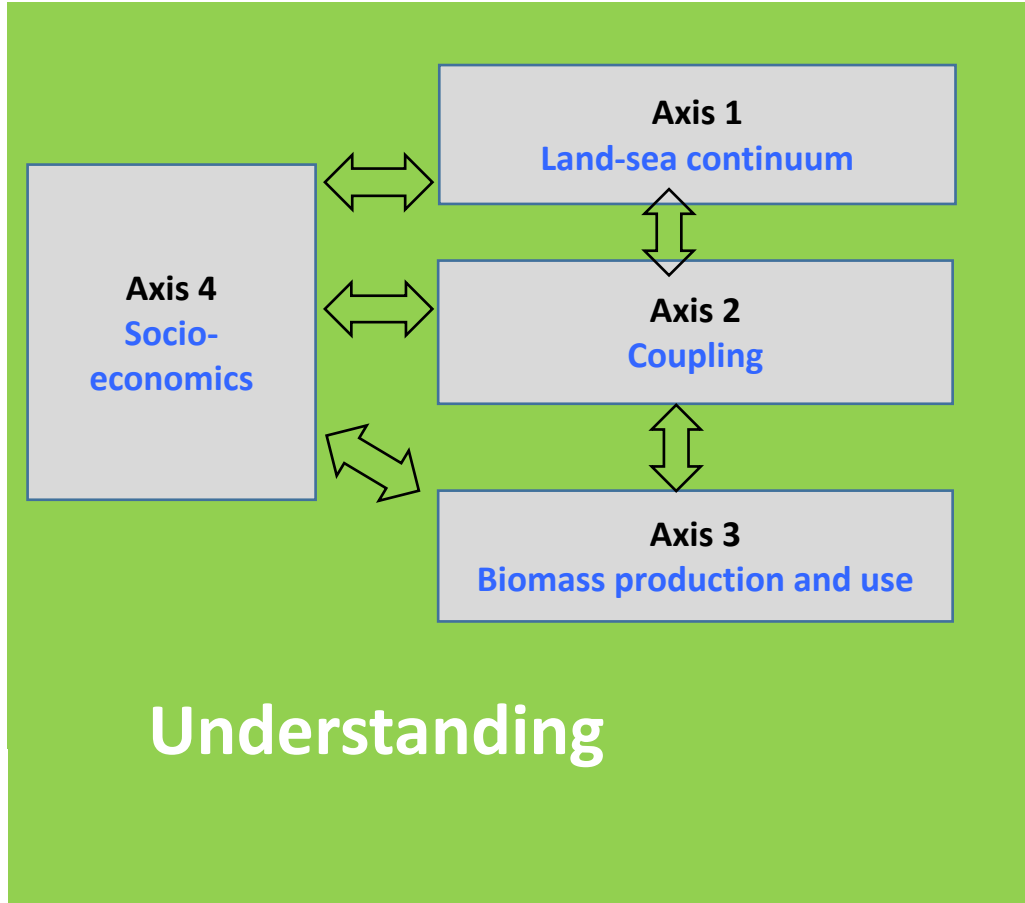 Axis 1
Land-sea continuum
Axis 4
Socio-
economics
Axis 2
Coupling
Axis 3
Biomass production and use
Understanding